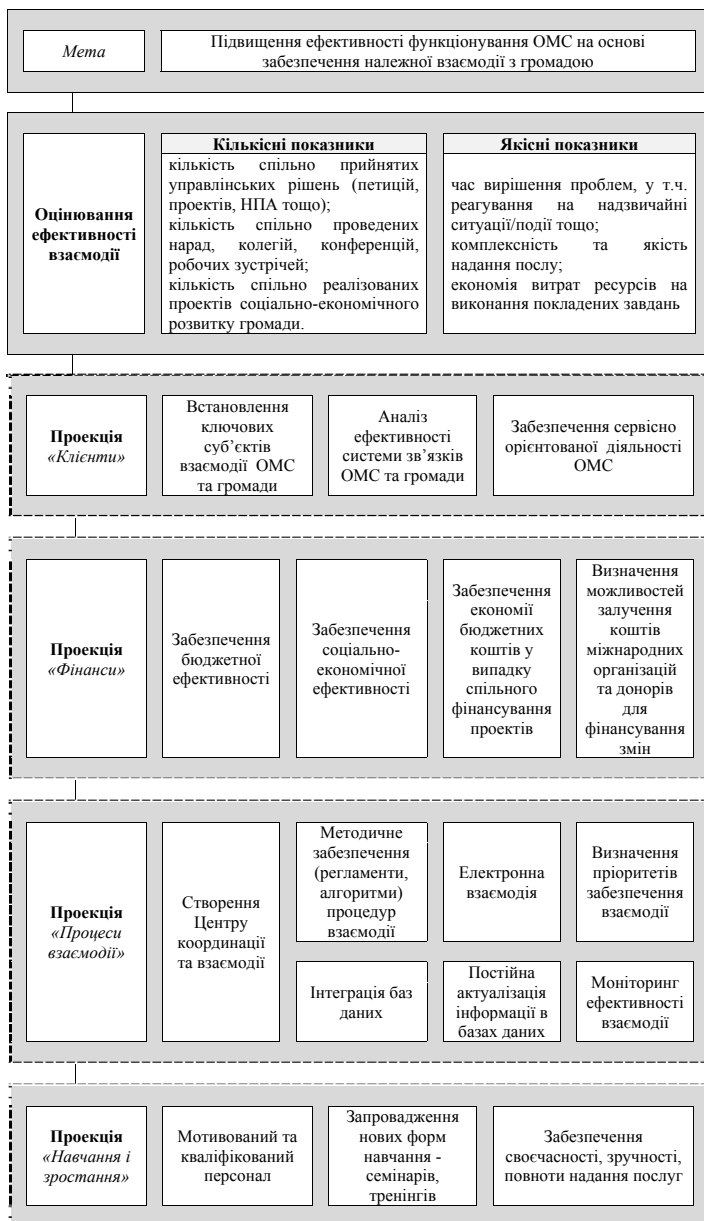 Мета
Підвищення ефективності функціонування ОМС на основі
забезпечення належної взаємодії з громадою
Оцінювання
ефективності
взаємодії
Кількісні показники
кількість спільно прийнятих
управлінських рішень (петицій,
проектів, НПА тощо);
кількість спільно проведених
нарад, колегій, конференцій,
робочих зустрічей;
кількість спільно реалізованих
проектів соціально-економічного
розвитку громади.
Якісні показники
час вирішення проблем, у т.ч.
реагування на надзвичайні
ситуації/події тощо;
комплексність та якість
надання послу;
економія витрат ресурсів на
виконання покладених завдань
Проекція
«Клієнти»
Встановлення
ключових
суб’єктів
взаємодії ОМС
та громади
Аналіз
ефективності
системи зв’язків
ОМС та громади
Забезпечення сервісно
орієнтованої діяльності
ОМС
Проекція
«Фінанси»
Забезпечення
бюджетної
ефективності
Забезпечення
соціально-
економічної
ефективності
Забезпечення
економії
бюджетних
коштів у
випадку
спільного
фінансування
проектів
Визначення
можливостей
залучення
коштів
міжнародних
організацій
та донорів
для
фінансування
змін
Проекція
«Процеси
взаємодії»
Створення
Центру
координації
та взаємодії
Методичне
забезпечення
(регламенти,
алгоритми)
процедур
взаємодії
Електронна
взаємодія
Визначення
пріоритетів
забезпечення
взаємодії
Інтеграція баз
даних
Постійна
актуалізація
інформації в
базах даних
Моніторинг
ефективності
взаємодії
Проекція
«Навчання і
зростання»
Мотивований та
кваліфікований
персонал
Запровадження
нових форм
навчання -
семінарів,
тренінгів
Забезпечення
своєчасності, зручності,
повноти надання послуг